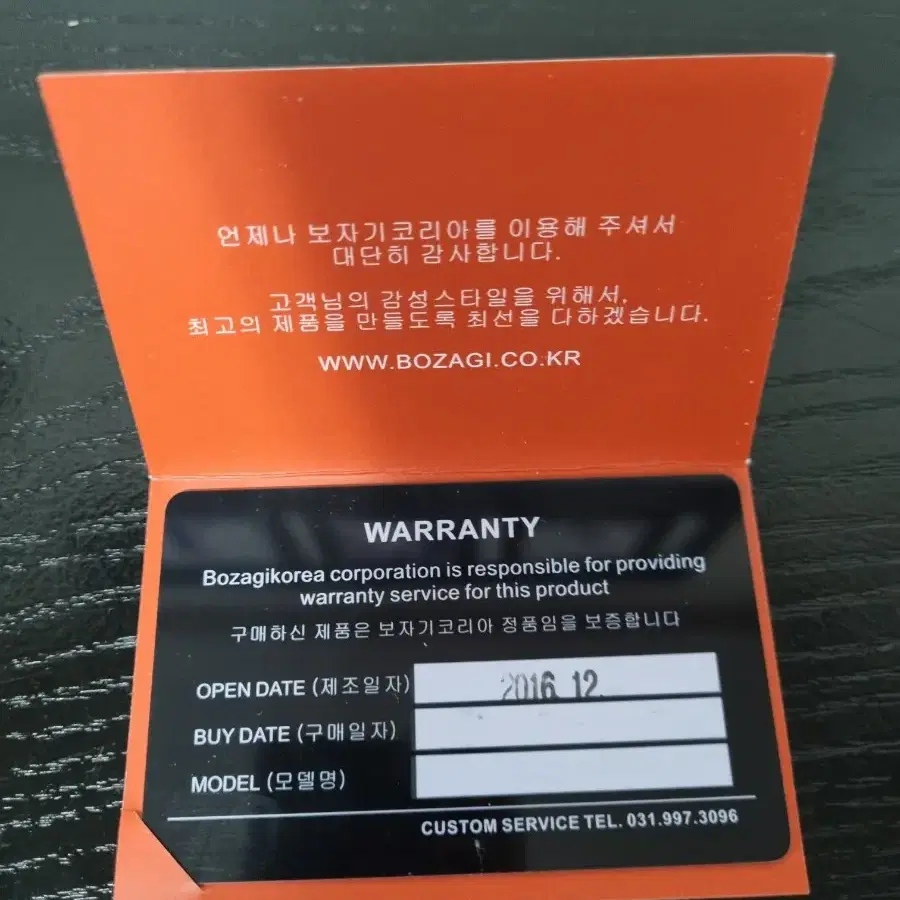 언제나 보자기코리아를 이용해 주셔서
대단히 감사합니다.
고객님의 감성스타일을 위해서,
최고의 제품을 만들도록 최선을 다하겠습니다.
WWW.BOZAGI.CO.KR
WARRANTY
Bozagikorea corporation is responsible for providing
warranty service for this product
구매하신 제품은 보자기코리아 정품임을 보증합니다
OPEN DATE (제조일자) 2016. 12.
BUY DATE (구매일자)
MODEL (모델명)
CUSTOM SERVICE TEL. 031.997.3096